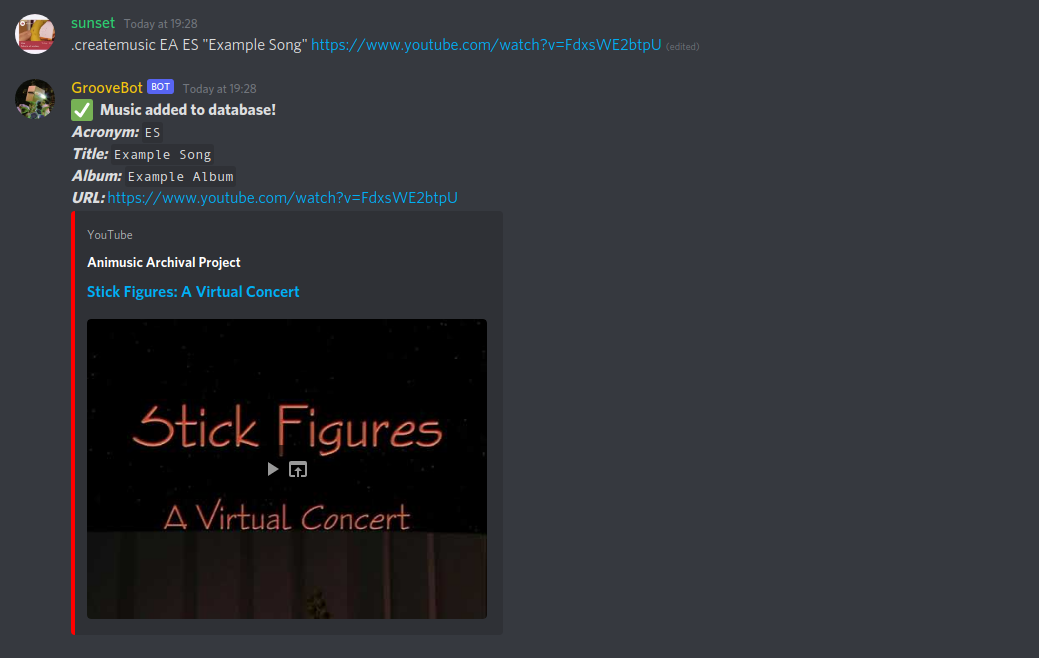 sunset Today at 19:28
.createmusic EA ES "Example Song" https://www.youtube.com/watch?v=FdxsWE2btpU (edited)
GrooveBot BOT Today at 19:28
✅ Music added to database!
Acronym: ES
Title: Example Song
Album: Example Album
URL: https://www.youtube.com/watch?v=FdxsWE2btpU
YouTube
Animusic Archival Project
Stick Figures: A Virtual Concert
Stick Figures
A Virtual Concert